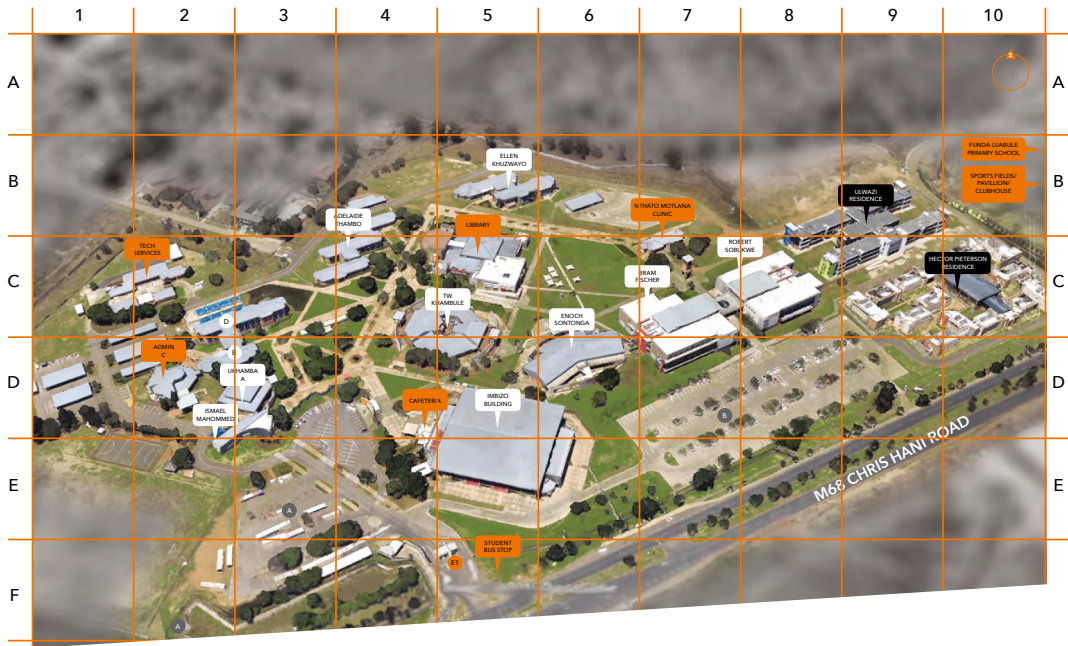 1 2 3 4 5 6 7 8 9 10
A A
S
B B
FUNDA UJABULE
PRIMARY SCHOOL
SPORTS FIELDS/
PAVILLION/
CLUBHOUSE
ELLEN
KHUZWAYO
ULWAZI
RESIDENCE
NTHATO MOTLANA
CLINIC
ADELAIDE
THAMBO
LIBRARY
C C
TECH
SERVICES
ROBERT
SOBUKWE
HECTOR PIETERSON
RESIDENCE
BRAM
FISCHER
TW
KHAMBULE
ENOCH
SONTONGA
D
D D
ADMIN
C
UKHAMBA
A
CAFETERIA
IMBIZO
BUILDING
ISMAEL
MAHOMMED
B
M68 CHRIS HANI ROAD
E E
A
STUDENT
BUS STOP
E1
F F
A